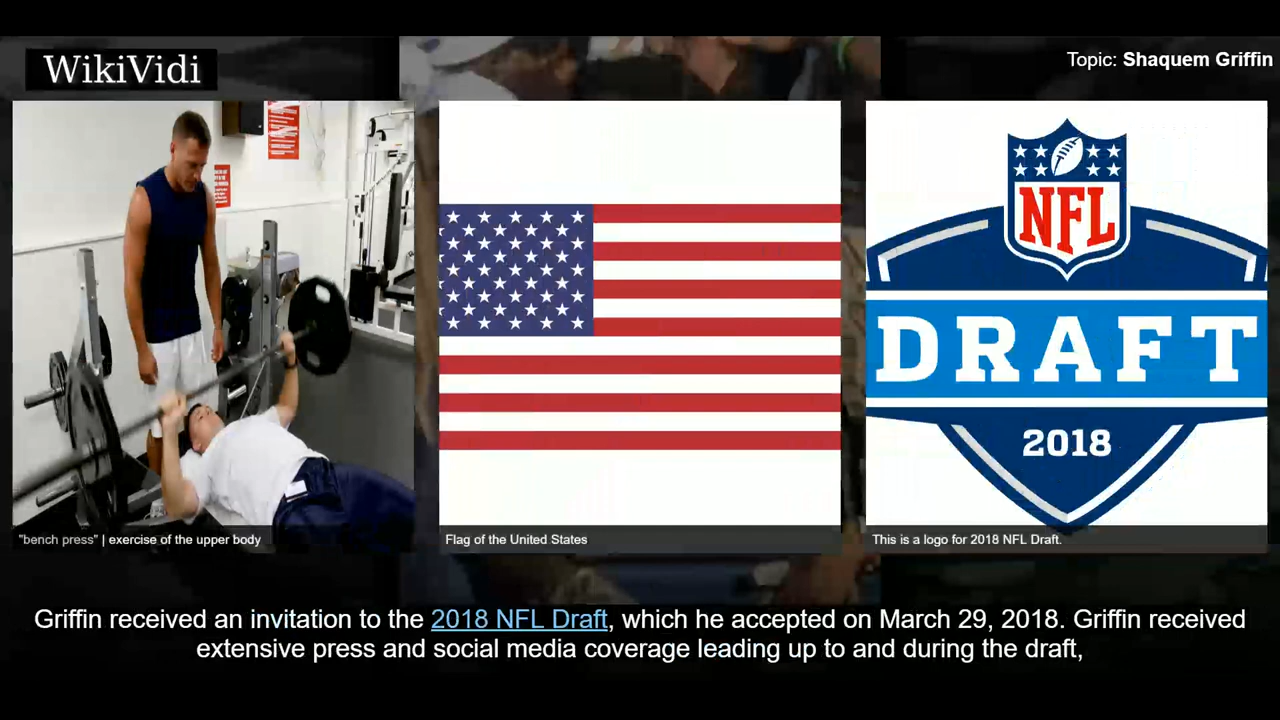 WikiVidi
Topic: Shaquem Griffin
NFL
DRAFT
2018
"bench press" | exercise of the upper body
Flag of the United States
This is a logo for 2018 NFL Draft.
Griffin received an invitation to the 2018 NFL Draft, which he accepted on March 29, 2018. Griffin received
extensive press and social media coverage leading up to and during the draft,